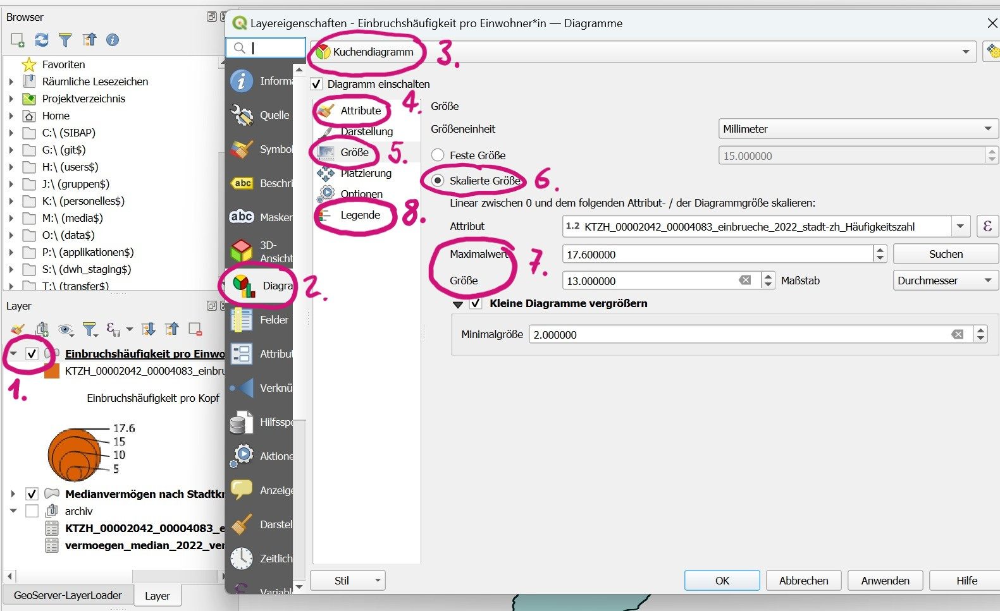 Browser
Favoriten
Räumliche Lesezeichen
Projektverzeichnis
Home
C:\ (SIBAP)
G:\ (git$)
H:\ (users$)
J:\ (gruppen$)
K:\ (personelles$)
M:\ (media$)
O:\ (data$)
P:\ (applikationen$)
S:\ (dwh_staging$)
T:\ (transfer$)
Layer
Einbruchshäufigkeit pro Einwo
1.
KTZH_00002042_00004083_einbru
Einbruchshäufigkeit pro Kopf
17.6
15
10
5
Medianvermögen nach Stadtkr
archiv
KTZH_00002042_00004083_e
vermoegen_median_2022_ver
GeoServer-LayerLoader
Layer
Layereigenschaften - Einbruchshäufigkeit pro Einwohner*in — Diagramme
Informa
Quelle
Symbol
abc Beschri
abc Masker
3D-
Ansicht
Diagra 2.
Felder
Attribut
Verknü
Hilfsspe
Aktione
Anzeige
Darstel
Zeitlich
ε Variabl
Kuchendiagramm 3.
Diagramm einschalten
Attribute 4.
Darstellung
Größe 5.
Platzierung
Optionen
Legende 8.
Größe
Größeneinheit Millimeter
Feste Größe 15.000000
Skalierte Größe 6.
Linear zwischen 0 und dem folgenden Attribut- / der Diagrammgröße skalieren:
Attribut 1.2 KTZH_00002042_00004083_einbrueche_2022_stadt-zh_Häufigkeitszahl ε
Maximalwert 7. 17.600000 Suchen
Größe 13.000000 Maßstab Durchmesser
Kleine Diagramme vergrößern
Minimalgröße 2.000000
Stil
OK Abbrechen Anwenden Hilfe